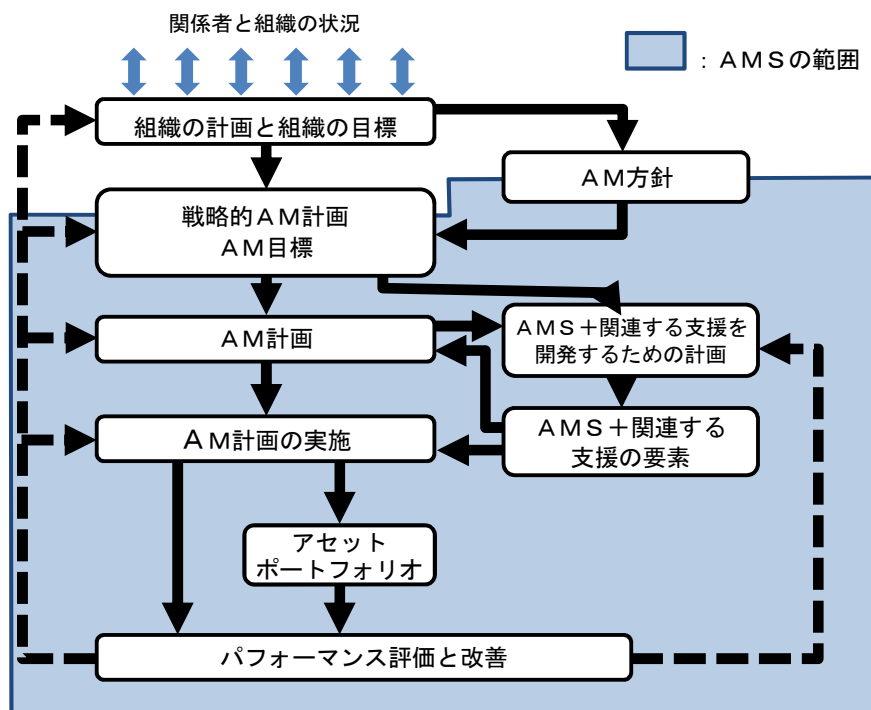 関係者と組織の状況
：ＡＭＳの範囲
組織の計画と組織の目標
ＡＭ方針
戦略的ＡＭ計画
ＡＭ目標
ＡＭ計画
ＡＭＳ＋関連する支援を
開発するための計画
ＡＭ計画の実施
ＡＭＳ＋関連する
支援の要素
アセット
ポートフォリオ
パフォーマンス評価と改善